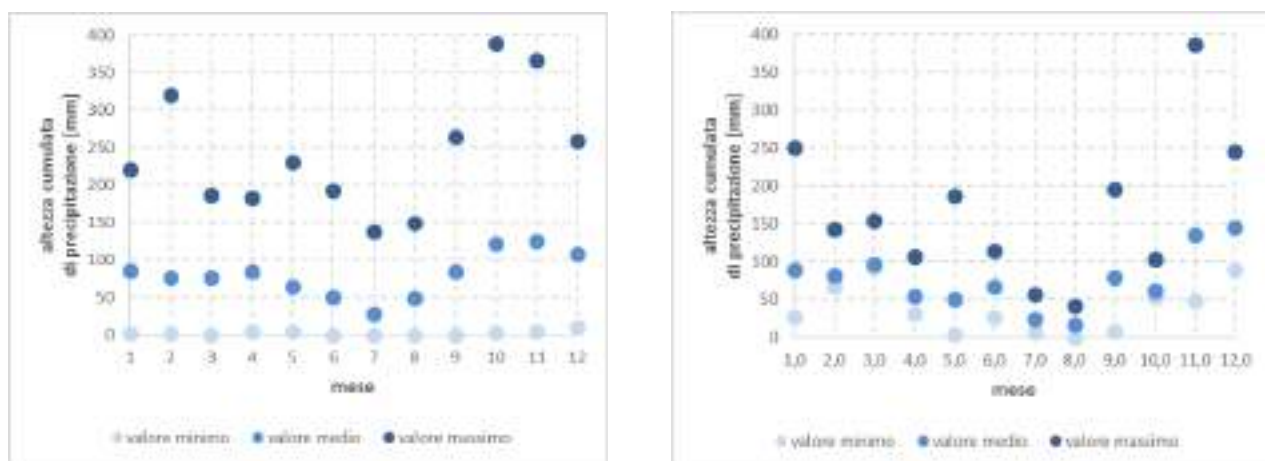 altezza cumulata
di precipitazione [mm]
400
350
300
250
200
150
100
50
0
1 2 3 4 5 6 7 8 9 10 11 12
mese
valore minimo valore medio valore massimo
altezza cumulata
di precipitazione [mm]
400
350
300
250
200
150
100
50
0
1,0 2,0 3,0 4,0 5,0 6,0 7,0 8,0 9,0 10,0 11,0 12,0
mese
valore minimo valore medio valore massimo